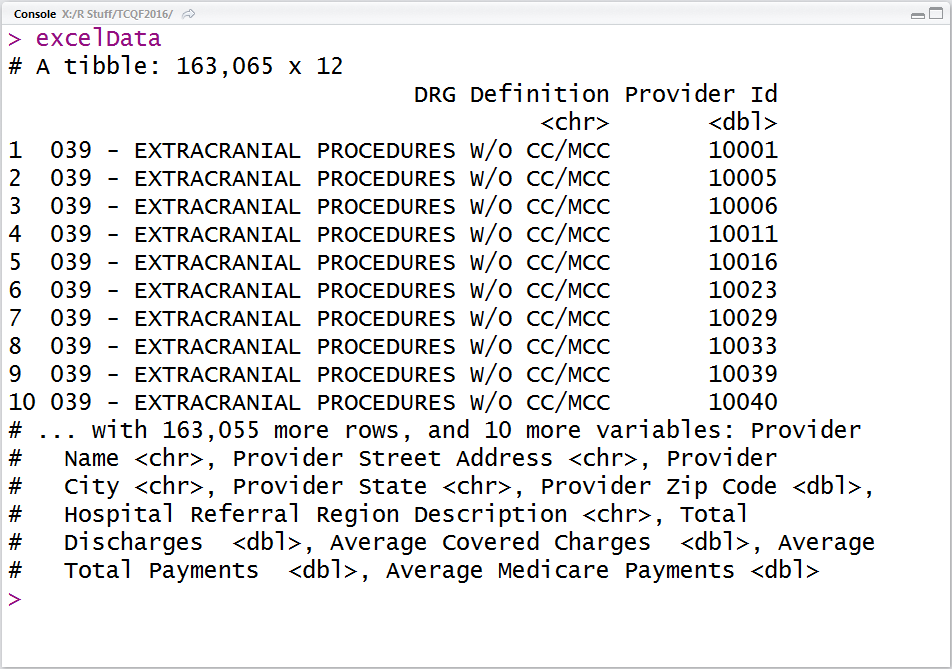 Console X:/R Stuff/TCQF2016/
> excelData
# A tibble: 163,065 x 12
DRG Definition Provider Id
<chr> <dbl>
1 039 - EXTRACRANIAL PROCEDURES W/O CC/MCC 10001
2 039 - EXTRACRANIAL PROCEDURES W/O CC/MCC 10005
3 039 - EXTRACRANIAL PROCEDURES W/O CC/MCC 10006
4 039 - EXTRACRANIAL PROCEDURES W/O CC/MCC 10011
5 039 - EXTRACRANIAL PROCEDURES W/O CC/MCC 10016
6 039 - EXTRACRANIAL PROCEDURES W/O CC/MCC 10023
7 039 - EXTRACRANIAL PROCEDURES W/O CC/MCC 10029
8 039 - EXTRACRANIAL PROCEDURES W/O CC/MCC 10033
9 039 - EXTRACRANIAL PROCEDURES W/O CC/MCC 10039
10 039 - EXTRACRANIAL PROCEDURES W/O CC/MCC 10040
# ... with 163,055 more rows, and 10 more variables: Provider
#   Name <chr>, Provider Street Address <chr>, Provider
#   City <chr>, Provider State <chr>, Provider Zip Code <dbl>,
#   Hospital Referral Region Description <chr>, Total
#   Discharges  <dbl>, Average Covered Charges  <dbl>, Average
#   Total Payments  <dbl>, Average Medicare Payments <dbl>
>